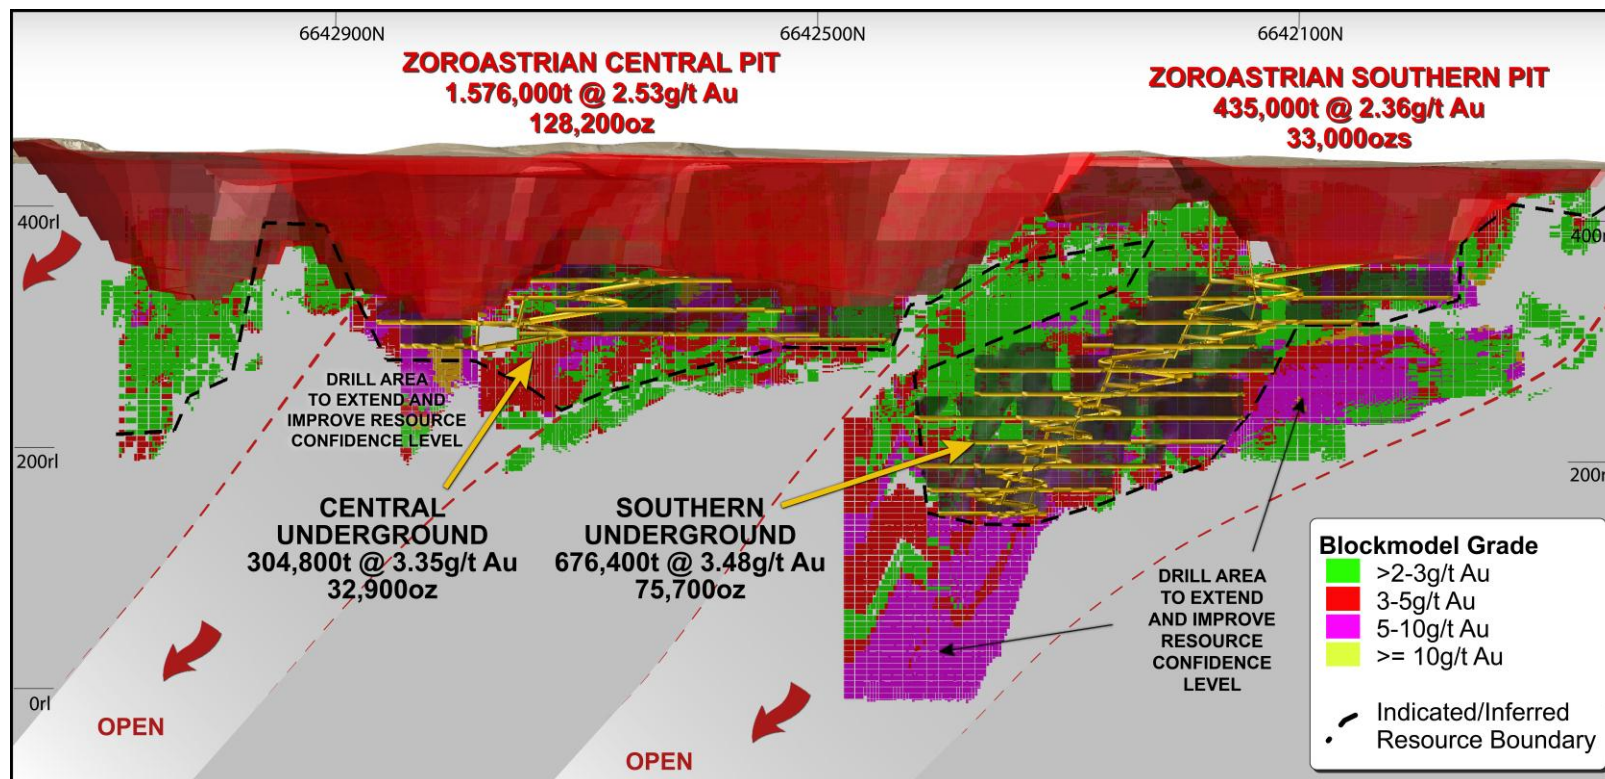 6642900N
6642500N
6642100N
ZOROASTRIAN CENTRAL PIT
1.576,000t @ 2.53g/t Au
128,200oz
ZOROASTRIAN SOUTHERN PIT
435,000t @ 2.36g/t Au
33,000ozs
400rl
400rl
DRILL AREA
TO EXTEND AND
IMPROVE RESOURCE
CONFIDENCE LEVEL
200rl
200rl
CENTRAL
UNDERGROUND
304,800t @ 3.35g/t Au
32,900oz
SOUTHERN
UNDERGROUND
676,400t @ 3.48g/t Au
75,700oz
DRILL AREA
TO EXTEND
AND IMPROVE
RESOURCE
CONFIDENCE
LEVEL
0rl
OPEN
OPEN
Blockmodel Grade
>2-3g/t Au
3-5g/t Au
5-10g/t Au
>= 10g/t Au
Indicated/Inferred
Resource Boundary